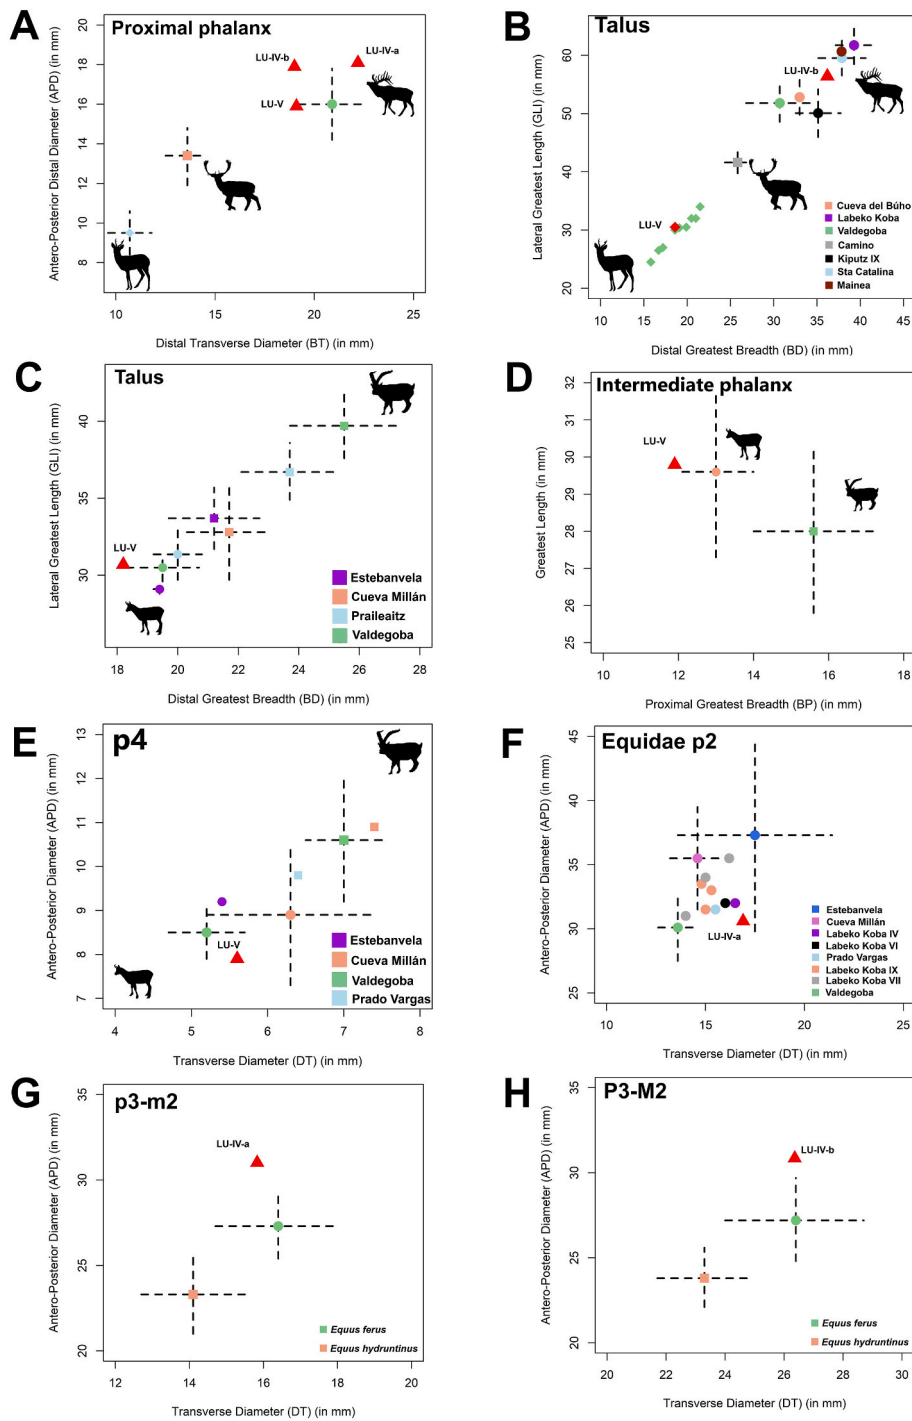 A
Proximal phalanx
Antero-Posterior Distal Diameter (APD) (in mm)
20
18
16
14
12
10
8
LU-IV-b
LU-IV-a
LU-V
10
15
20
25
Distal Transverse Diameter (BT) (in mm)
B
Talus
Lateral Greatest Length (GLI) (in mm)
60
50
40
30
20
LU-IV-b
LU-V
Cueva del Búho
Labeko Koba
Valdegoba
Camino
Kiputz IX
Sta Catalina
Mainea
10
15
20
25
30
35
40
45
Distal Greatest Breadth (BD) (in mm)
C
Talus
Lateral Greatest Length (GLI) (in mm)
40
35
30
LU-V
Estebanvela
Cueva Millán
Praileaitz
Valdegoba
18
20
22
24
26
28
Distal Greatest Breadth (BD) (in mm)
D
Intermediate phalanx
Greatest Length (in mm)
32
31
30
29
28
27
26
25
LU-V
10
12
14
16
18
Proximal Greatest Breadth (BP) (in mm)
E
p4
Antero-Posterior Diameter (APD) (in mm)
13
12
11
10
9
8
7
LU-V
Estebanvela
Cueva Millán
Valdegoba
Prado Vargas
4
5
6
7
8
Transverse Diameter (DT) (in mm)
F
Equidae p2
Antero-Posterior Diameter (APD) (in mm)
45
40
35
30
25
LU-IV-a
Estebanvela
Cueva Millán
Labeko Koba IV
Labeko Koba VI
Prado Vargas
Labeko Koba IX
Labeko Koba VII
Valdegoba
10
15
20
25
Transverse Diameter (DT) (in mm)
G
p3-m2
Antero-Posterior Diameter (APD) (in mm)
35
30
25
20
LU-IV-a
Equus ferus
Equus hydruntinus
12
14
16
18
20
Transverse Diameter (DT) (in mm)
H
P3-M2
Antero-Posterior Diameter (APD) (in mm)
35
30
25
20
LU-IV-b
Equus ferus
Equus hydruntinus
20
22
24
26
28
30
Transverse Diameter (DT) (in mm)